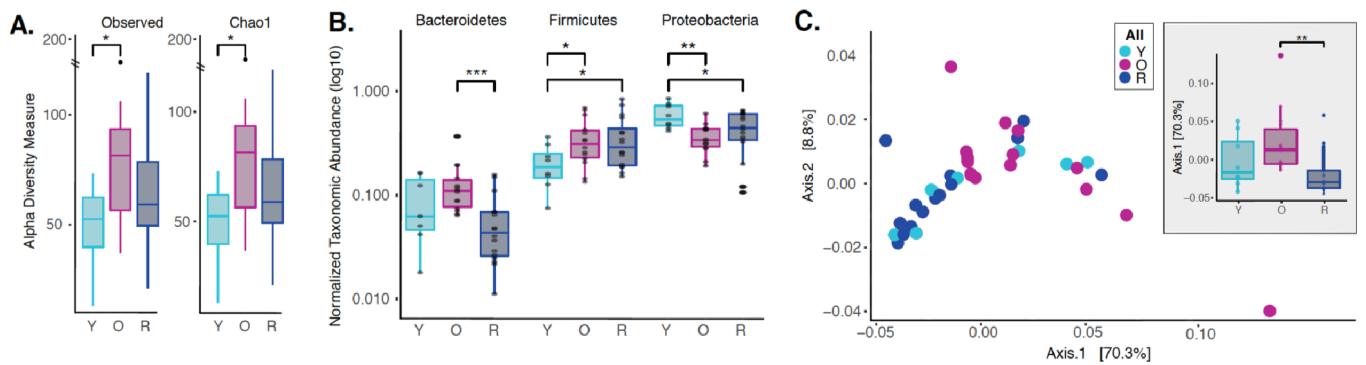 A.
Observed
Chao1
200
*
200
*
100
100
50
50
Alpha Diversity Measure
Y O R
Y O R
B.
Bacteroidetes
Firmicutes
Proteobacteria
***
*
*
**
*
Normalized Taxonomic Abundance (log10)
1.000
0.100
0.010
Y O R
Y O R
Y O R
C.
0.04
0.02
0.00
−0.02
−0.04
Axis.2 [8.8%]
-0.05
0.00
0.05
0.10
Axis.1 [70.3%]
All
Y
O
R
**
0.10
0.05
0.00
−0.05
Axis.1 [70.3%]
Y O R